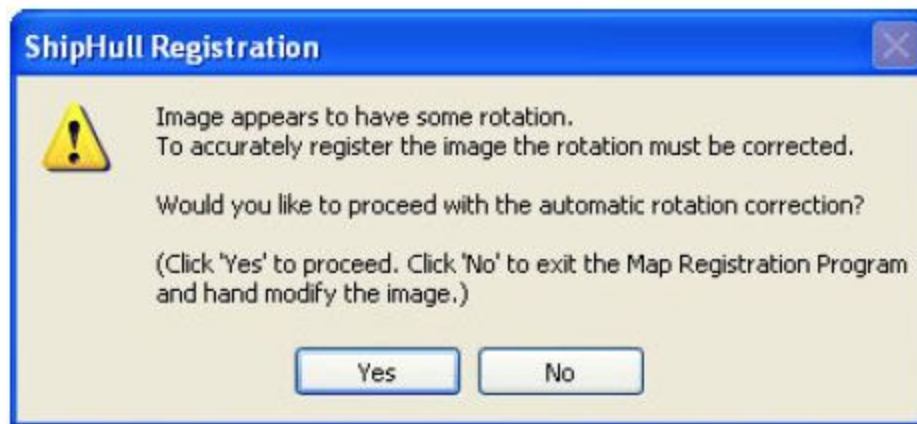 ShipHull Registration
Image appears to have some rotation.
To accurately register the image the rotation must be corrected.
Would you like to proceed with the automatic rotation correction?
(Click 'Yes' to proceed. Click 'No' to exit the Map Registration Program
and hand modify the image.)
Yes No